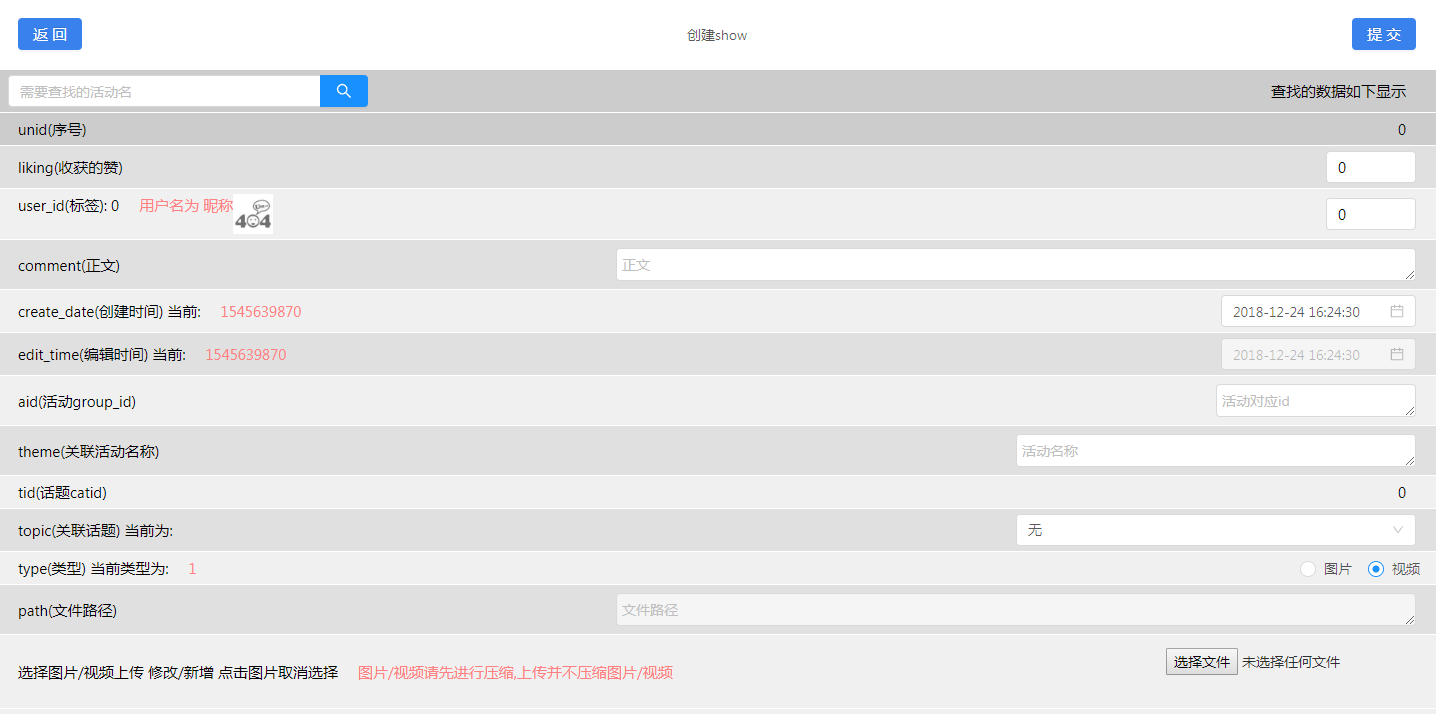 返 回
创建show
提 交
需要查找的活动名
查找的数据如下显示
unid(序号)
0
liking(收获的赞)
0
user_id(标签): 0 用户名为 昵称
404
0
comment(正文)
正文
create_date(创建时间) 当前: 1545639870
2018-12-24 16:24:30
edit_time(编辑时间) 当前: 1545639870
2018-12-24 16:24:30
aid(活动group_id)
活动对应id
theme(关联活动名称)
活动名称
tid(话题catid)
0
topic(关联话题) 当前为:
无
type(类型) 当前类型为: 1
图片 视频
path(文件路径)
文件路径
选择图片/视频上传 修改/新增 点击图片取消选择 图片/视频请先进行压缩,上传并不压缩图片/视频
选择文件 未选择任何文件